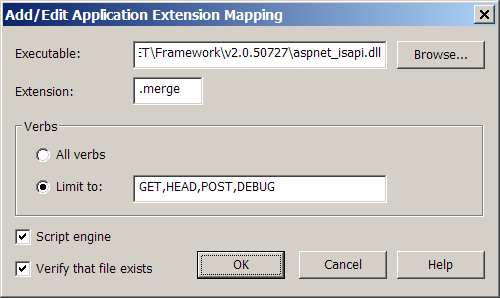 Add/Edit Application Extension Mapping
Executable: ET\Framework\v2.0.50727\aspnet_isapi.dll Browse...
Extension: .merge
Verbs
All verbs
Limit to: GET,HEAD,POST,DEBUG
Script engine
Verify that file exists OK Cancel Help